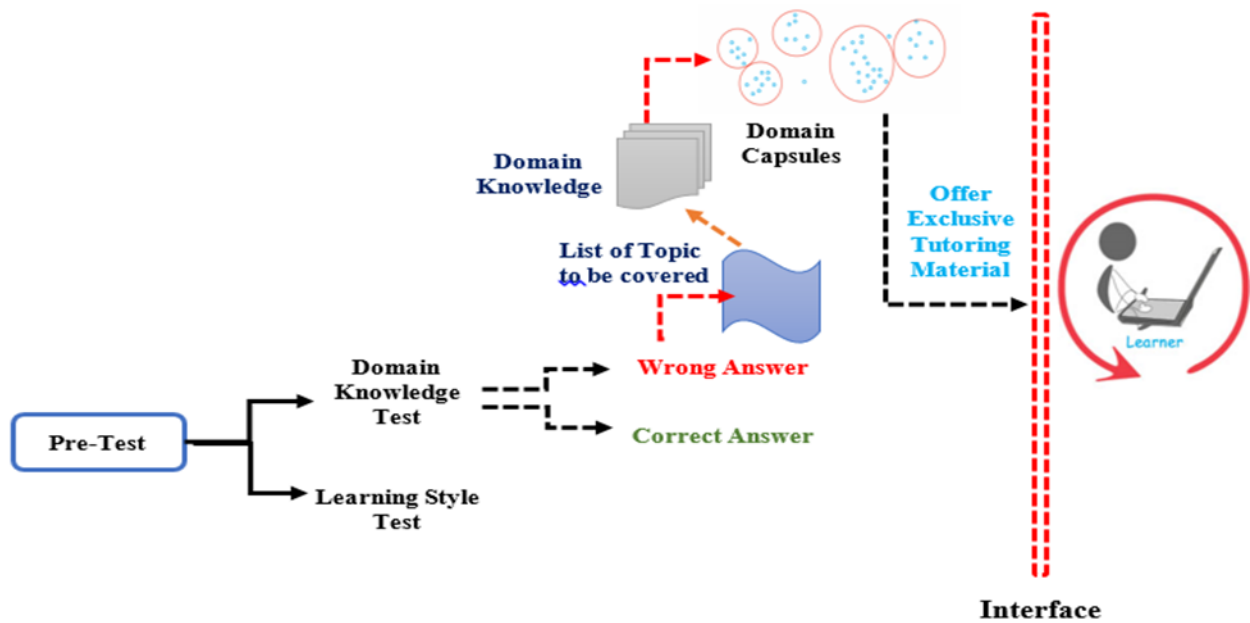 Domain
Capsules
Domain
Knowledge
Offer
Exclusive
Tutoring
Material
List of Topic
to be covered
Learner
Domain
Knowledge
Test
Wrong Answer
Pre-Test
Correct Answer
Learning Style
Test
Interface